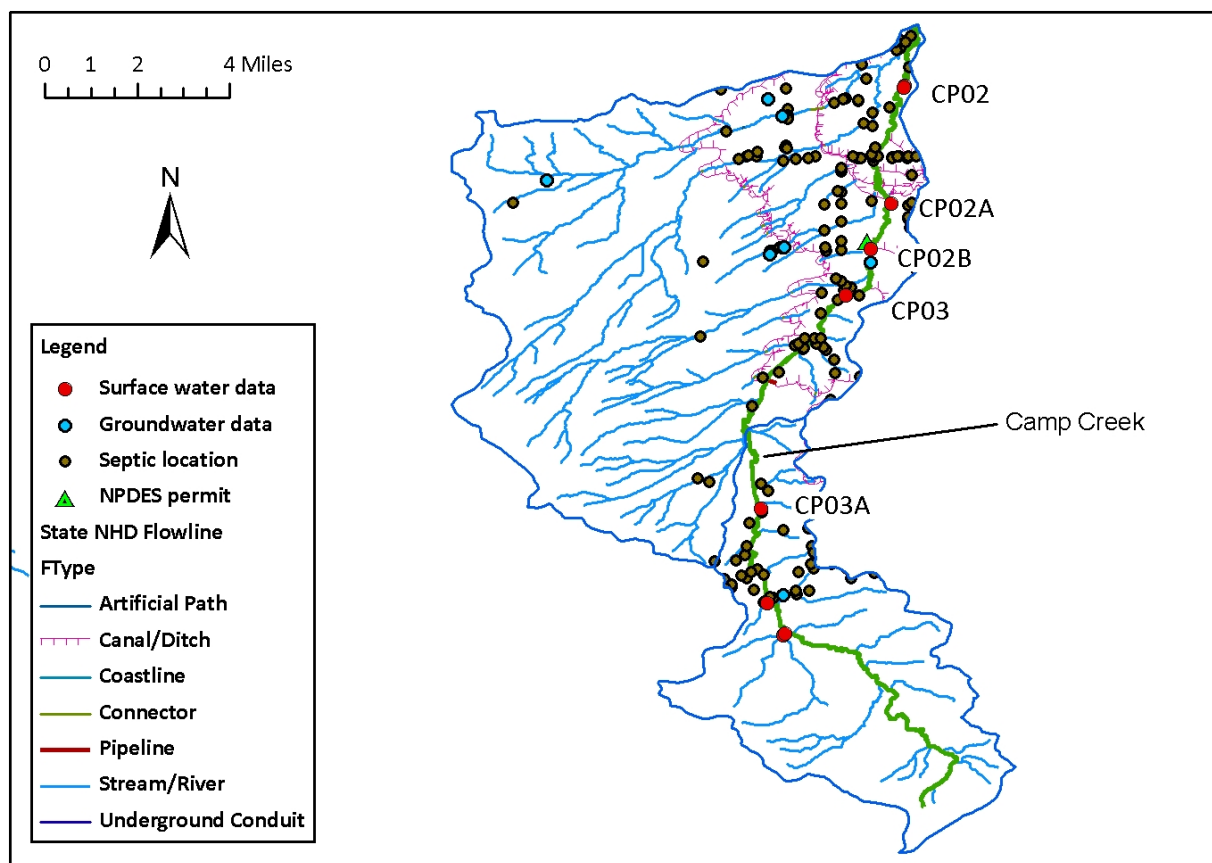 0 1 2 4 Miles
N
CP02
CP02A
CP02B
CP03
Camp Creek
CP03A
Legend
Surface water data
Groundwater data
Septic location
NPDES permit
State NHD Flowline
FType
Artificial Path
Canal/Ditch
Coastline
Connector
Pipeline
Stream/River
Underground Conduit